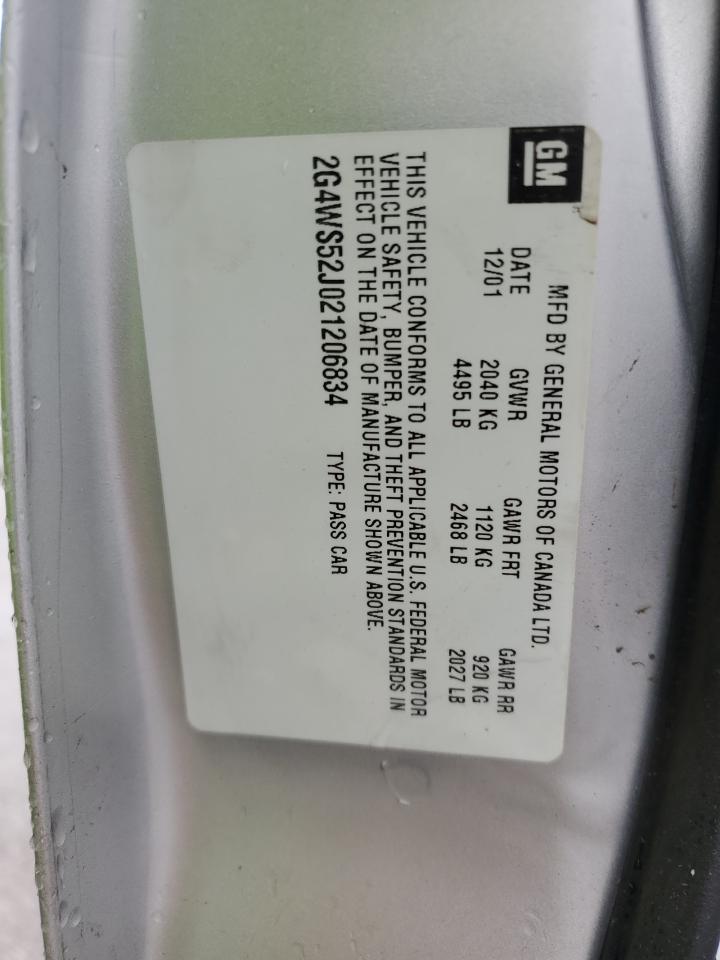 GM
MFD BY GENERAL MOTORS OF CANADA LTD.
DATE GVWR GAWR FRT GAWR RR
12/01 2040 KG 1120 KG 920 KG
4495 LB 2468 LB 2027 LB
THIS VEHICLE CONFORMS TO ALL APPLICABLE U.S. FEDERAL MOTOR
VEHICLE SAFETY, BUMPER, AND THEFT PREVENTION STANDARDS IN
EFFECT ON THE DATE OF MANUFACTURE SHOWN ABOVE.
2G4WS52J021206834 TYPE: PASS CAR